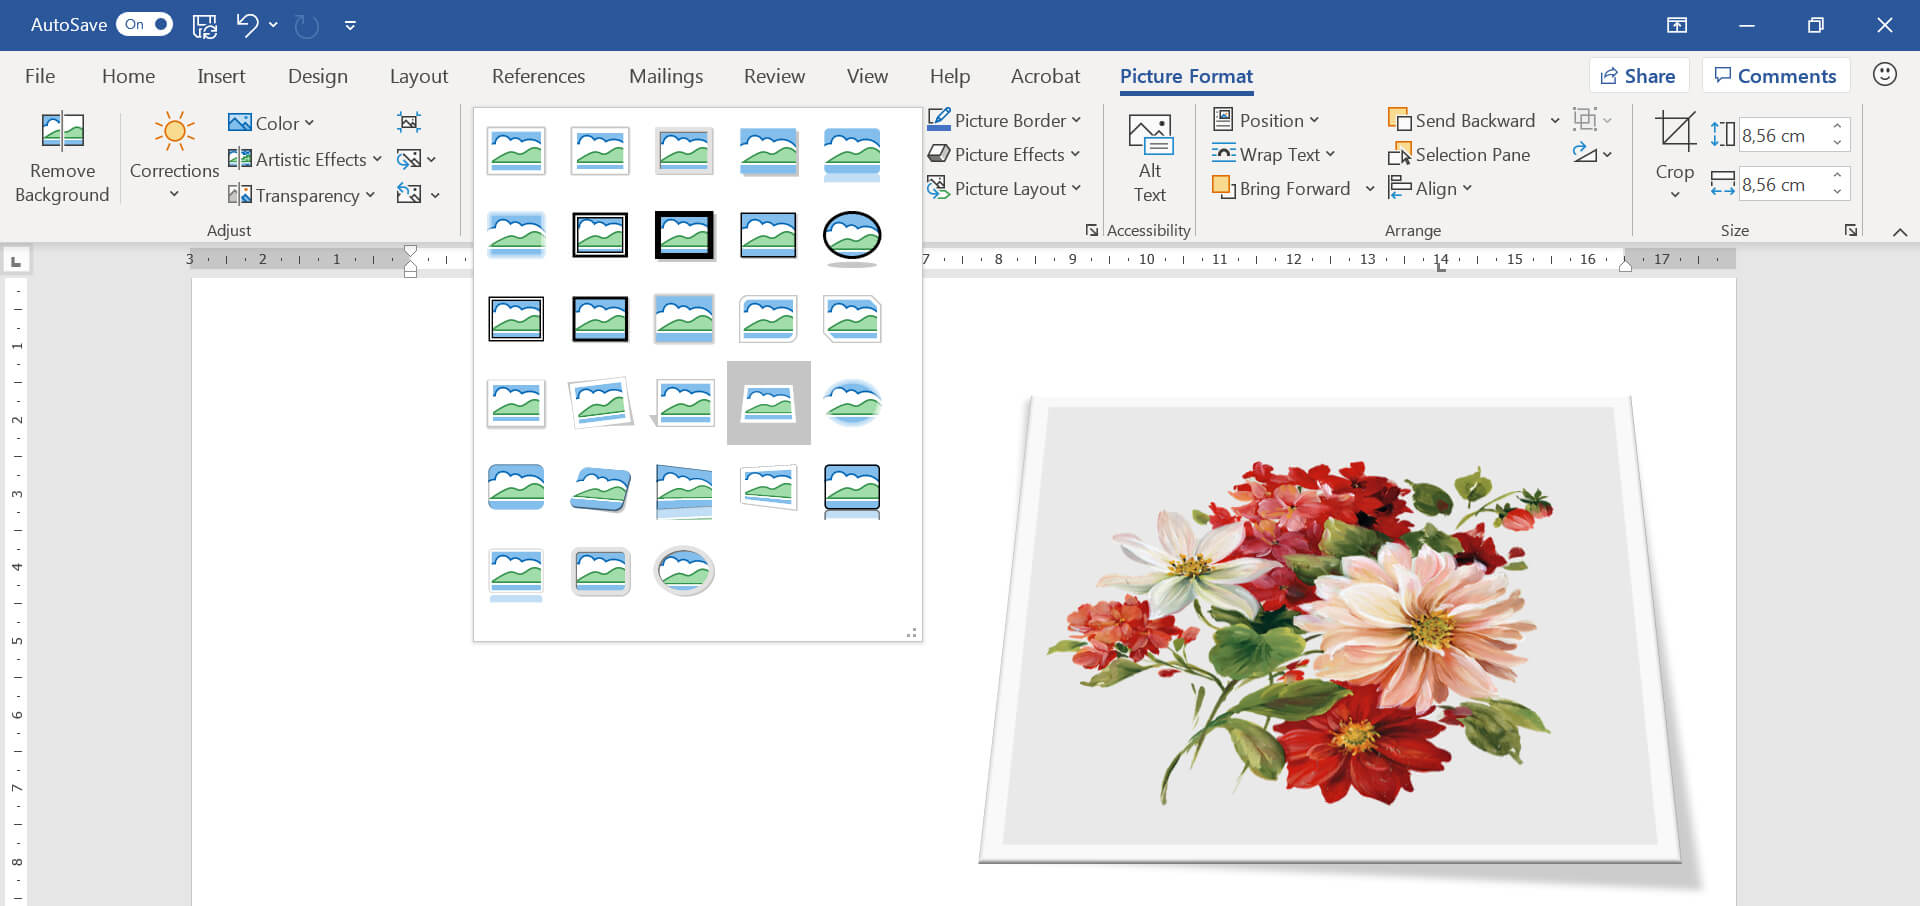 AutoSave On
File Home Insert Design Layout References Mailings Review View Help Acrobat Picture Format Share Comments
Remove Background
Corrections
Color
Artistic Effects
Transparency
Adjust
Picture Border
Picture Effects
Picture Layout
Alt Text
Accessibility
Position
Wrap Text
Bring Forward
Send Backward
Selection Pane
Align
Arrange
Crop
8,56 cm
8,56 cm
Size
3 2 1 7 8 9 10 11 12 13 14 15 16 17
1
2
3
4
5
6
7
8